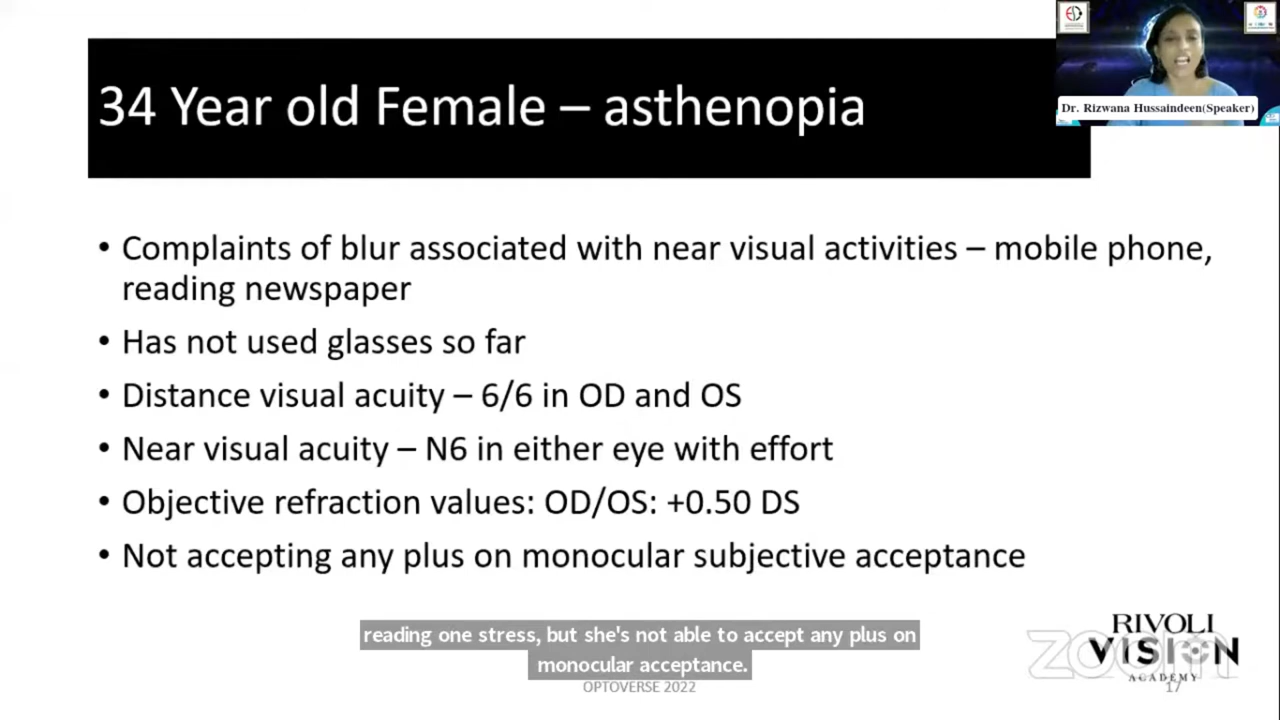 34 Year old Female – asthenopia
Dr. Rizwana Hussaindeen(Speaker)
• Complaints of blur associated with near visual activities – mobile phone,
reading newspaper
• Has not used glasses so far
• Distance visual acuity – 6/6 in OD and OS
• Near visual acuity – N6 in either eye with effort
• Objective refraction values: OD/OS: +0.50 DS
• Not accepting any plus on monocular subjective acceptance
reading one stress, but she's not able to accept any plus on
monocular acceptance.
OPTOVERSE 2022
RIVOLI
VISION
ACADEMY
zoom
17